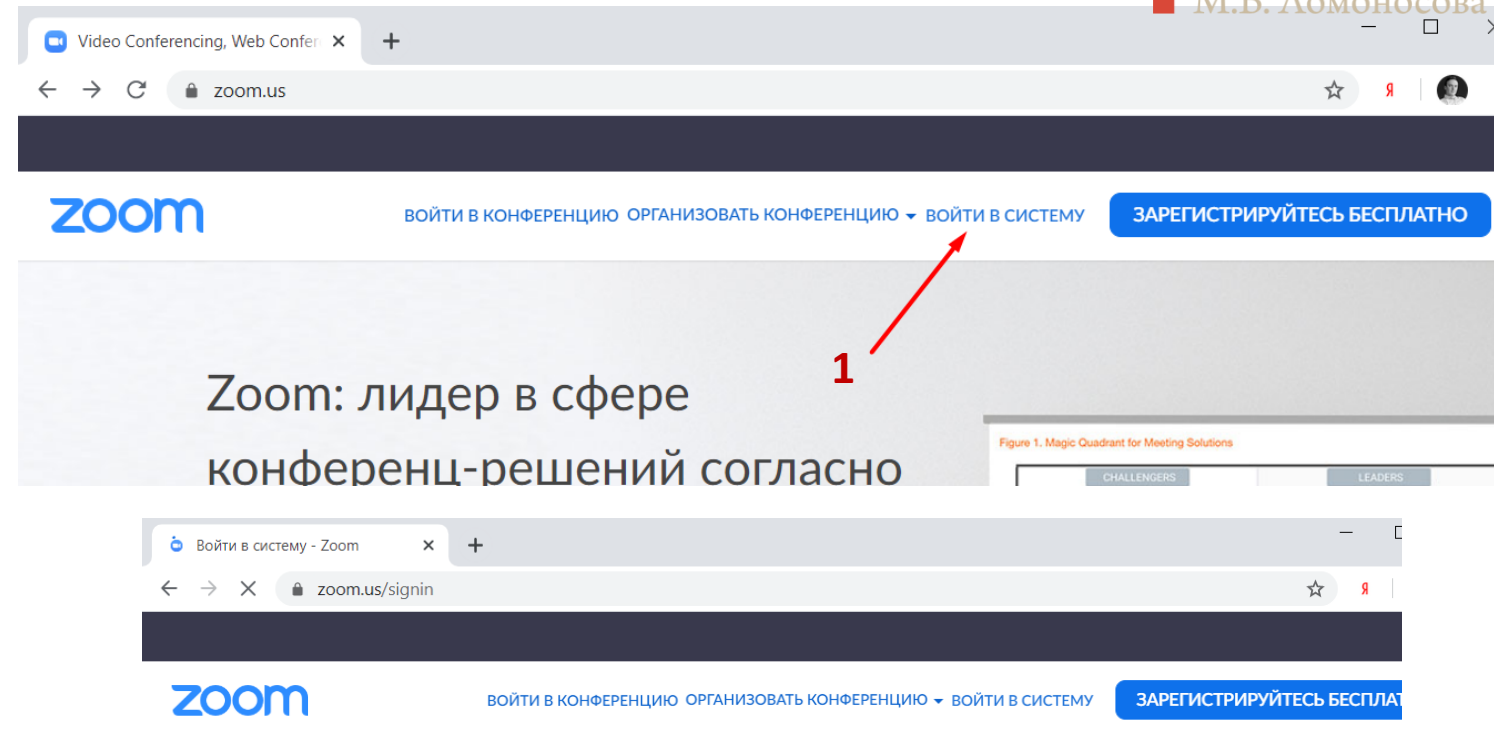 М.В. Ломоносова
Video Conferencing, Web Confer
zoom.us
Я
zoom
ВОЙТИ В КОНФЕРЕНЦИЮ ОРГАНИЗОВАТЬ КОНФЕРЕНЦИЮ ВОЙТИ В СИСТЕМУ ЗАРЕГИСТРИРУЙТЕСЬ БЕСПЛАТНО
1
Zoom: лидер в сфере
конференц-решений согласно
Figure 1. Magic Quadrant for Meeting Solutions
CHALLENGERS LEADERS
Войти в систему - Zoom
zoom.us/signin
Я
zoom
ВОЙТИ В КОНФЕРЕНЦИЮ ОРГАНИЗОВАТЬ КОНФЕРЕНЦИЮ ВОЙТИ В СИСТЕМУ ЗАРЕГИСТРИРУЙТЕСЬ БЕСПЛАТ